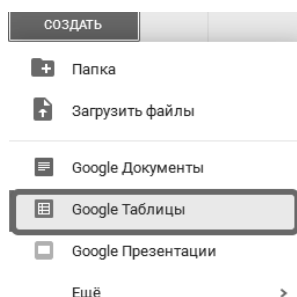 СОЗДАТЬ
Папка
Загрузить файлы
Google Документы
Google Таблицы
Google Презентации
Ещё